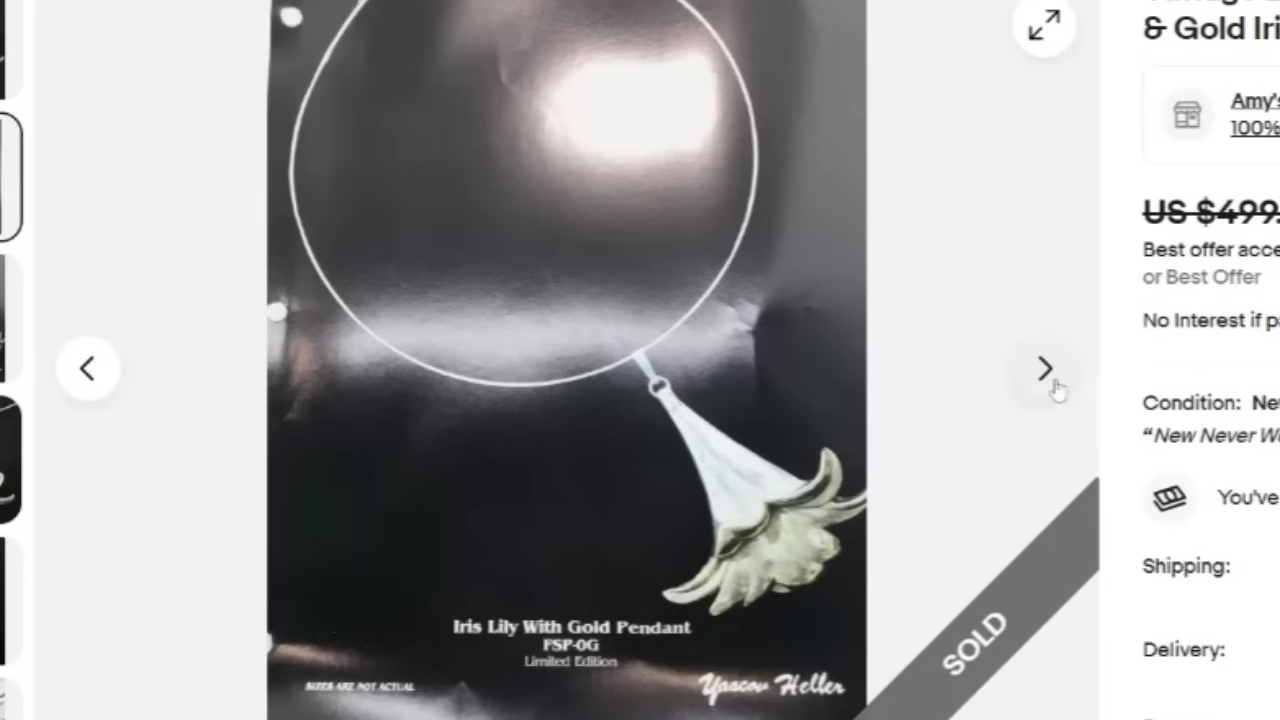 & Gold Iri
Amy's
100%
US $499.
Best offer acce
or Best Offer
No Interest if p
Condition: Ne
“New Never W
You've
Shipping:
Delivery:
SOLD
Iris Lily With Gold Pendant
FSP-0G
Limited Edition
SIZES ARE NOT ACTUAL
Yaacov Heller